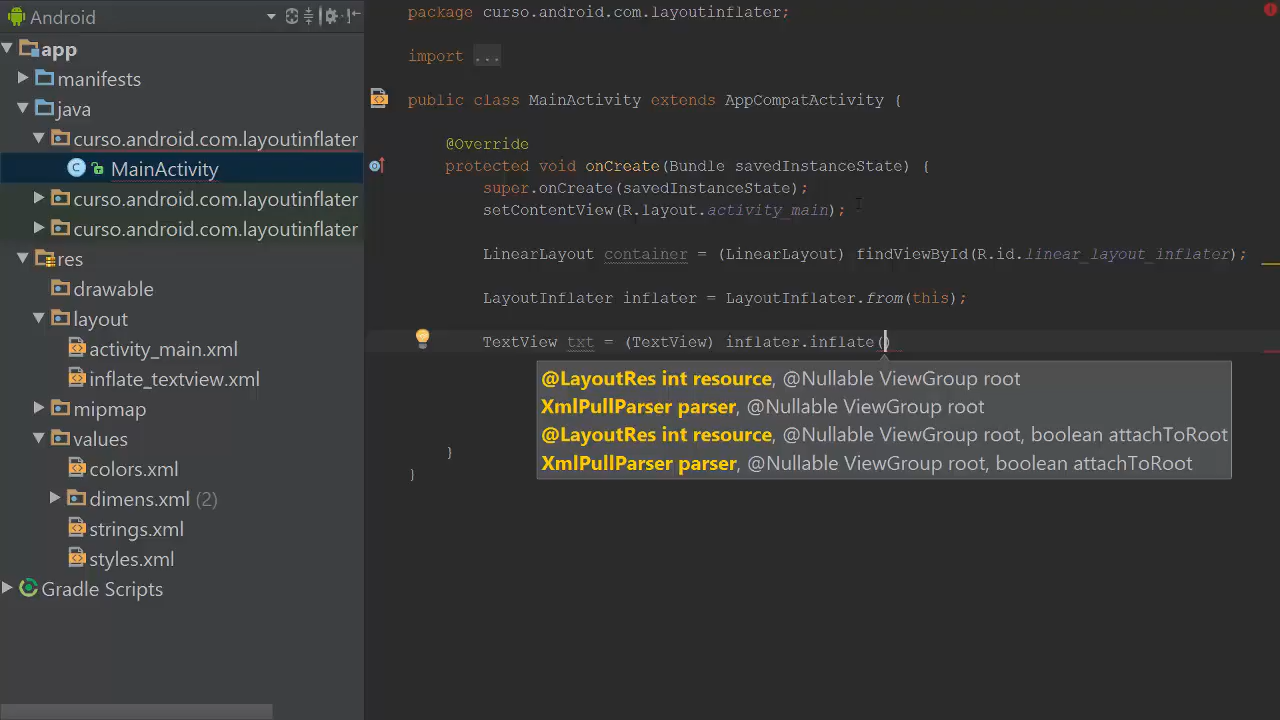 Android
app
manifests
java
curso.android.com.layoutinflater
MainActivity
curso.android.com.layoutinflater
curso.android.com.layoutinflater
res
drawable
layout
activity_main.xml
inflate_textview.xml
mipmap
values
colors.xml
dimens.xml (2)
strings.xml
styles.xml
Gradle Scripts
package curso.android.com.layoutinflater;
import ...
public class MainActivity extends AppCompatActivity {
@Override
protected void onCreate(Bundle savedInstanceState) {
super.onCreate(savedInstanceState);
setContentView(R.layout.activity_main);
LinearLayout container = (LinearLayout) findViewById(R.id.linear_layout_inflater);
LayoutInflater inflater = LayoutInflater.from(this);
TextView txt = (TextView) inflater.inflate()
@LayoutRes int resource, @Nullable ViewGroup root
XmlPullParser parser, @Nullable ViewGroup root
@LayoutRes int resource, @Nullable ViewGroup root, boolean attachToRoot
XmlPullParser parser, @Nullable ViewGroup root, boolean attachToRoot
}
}